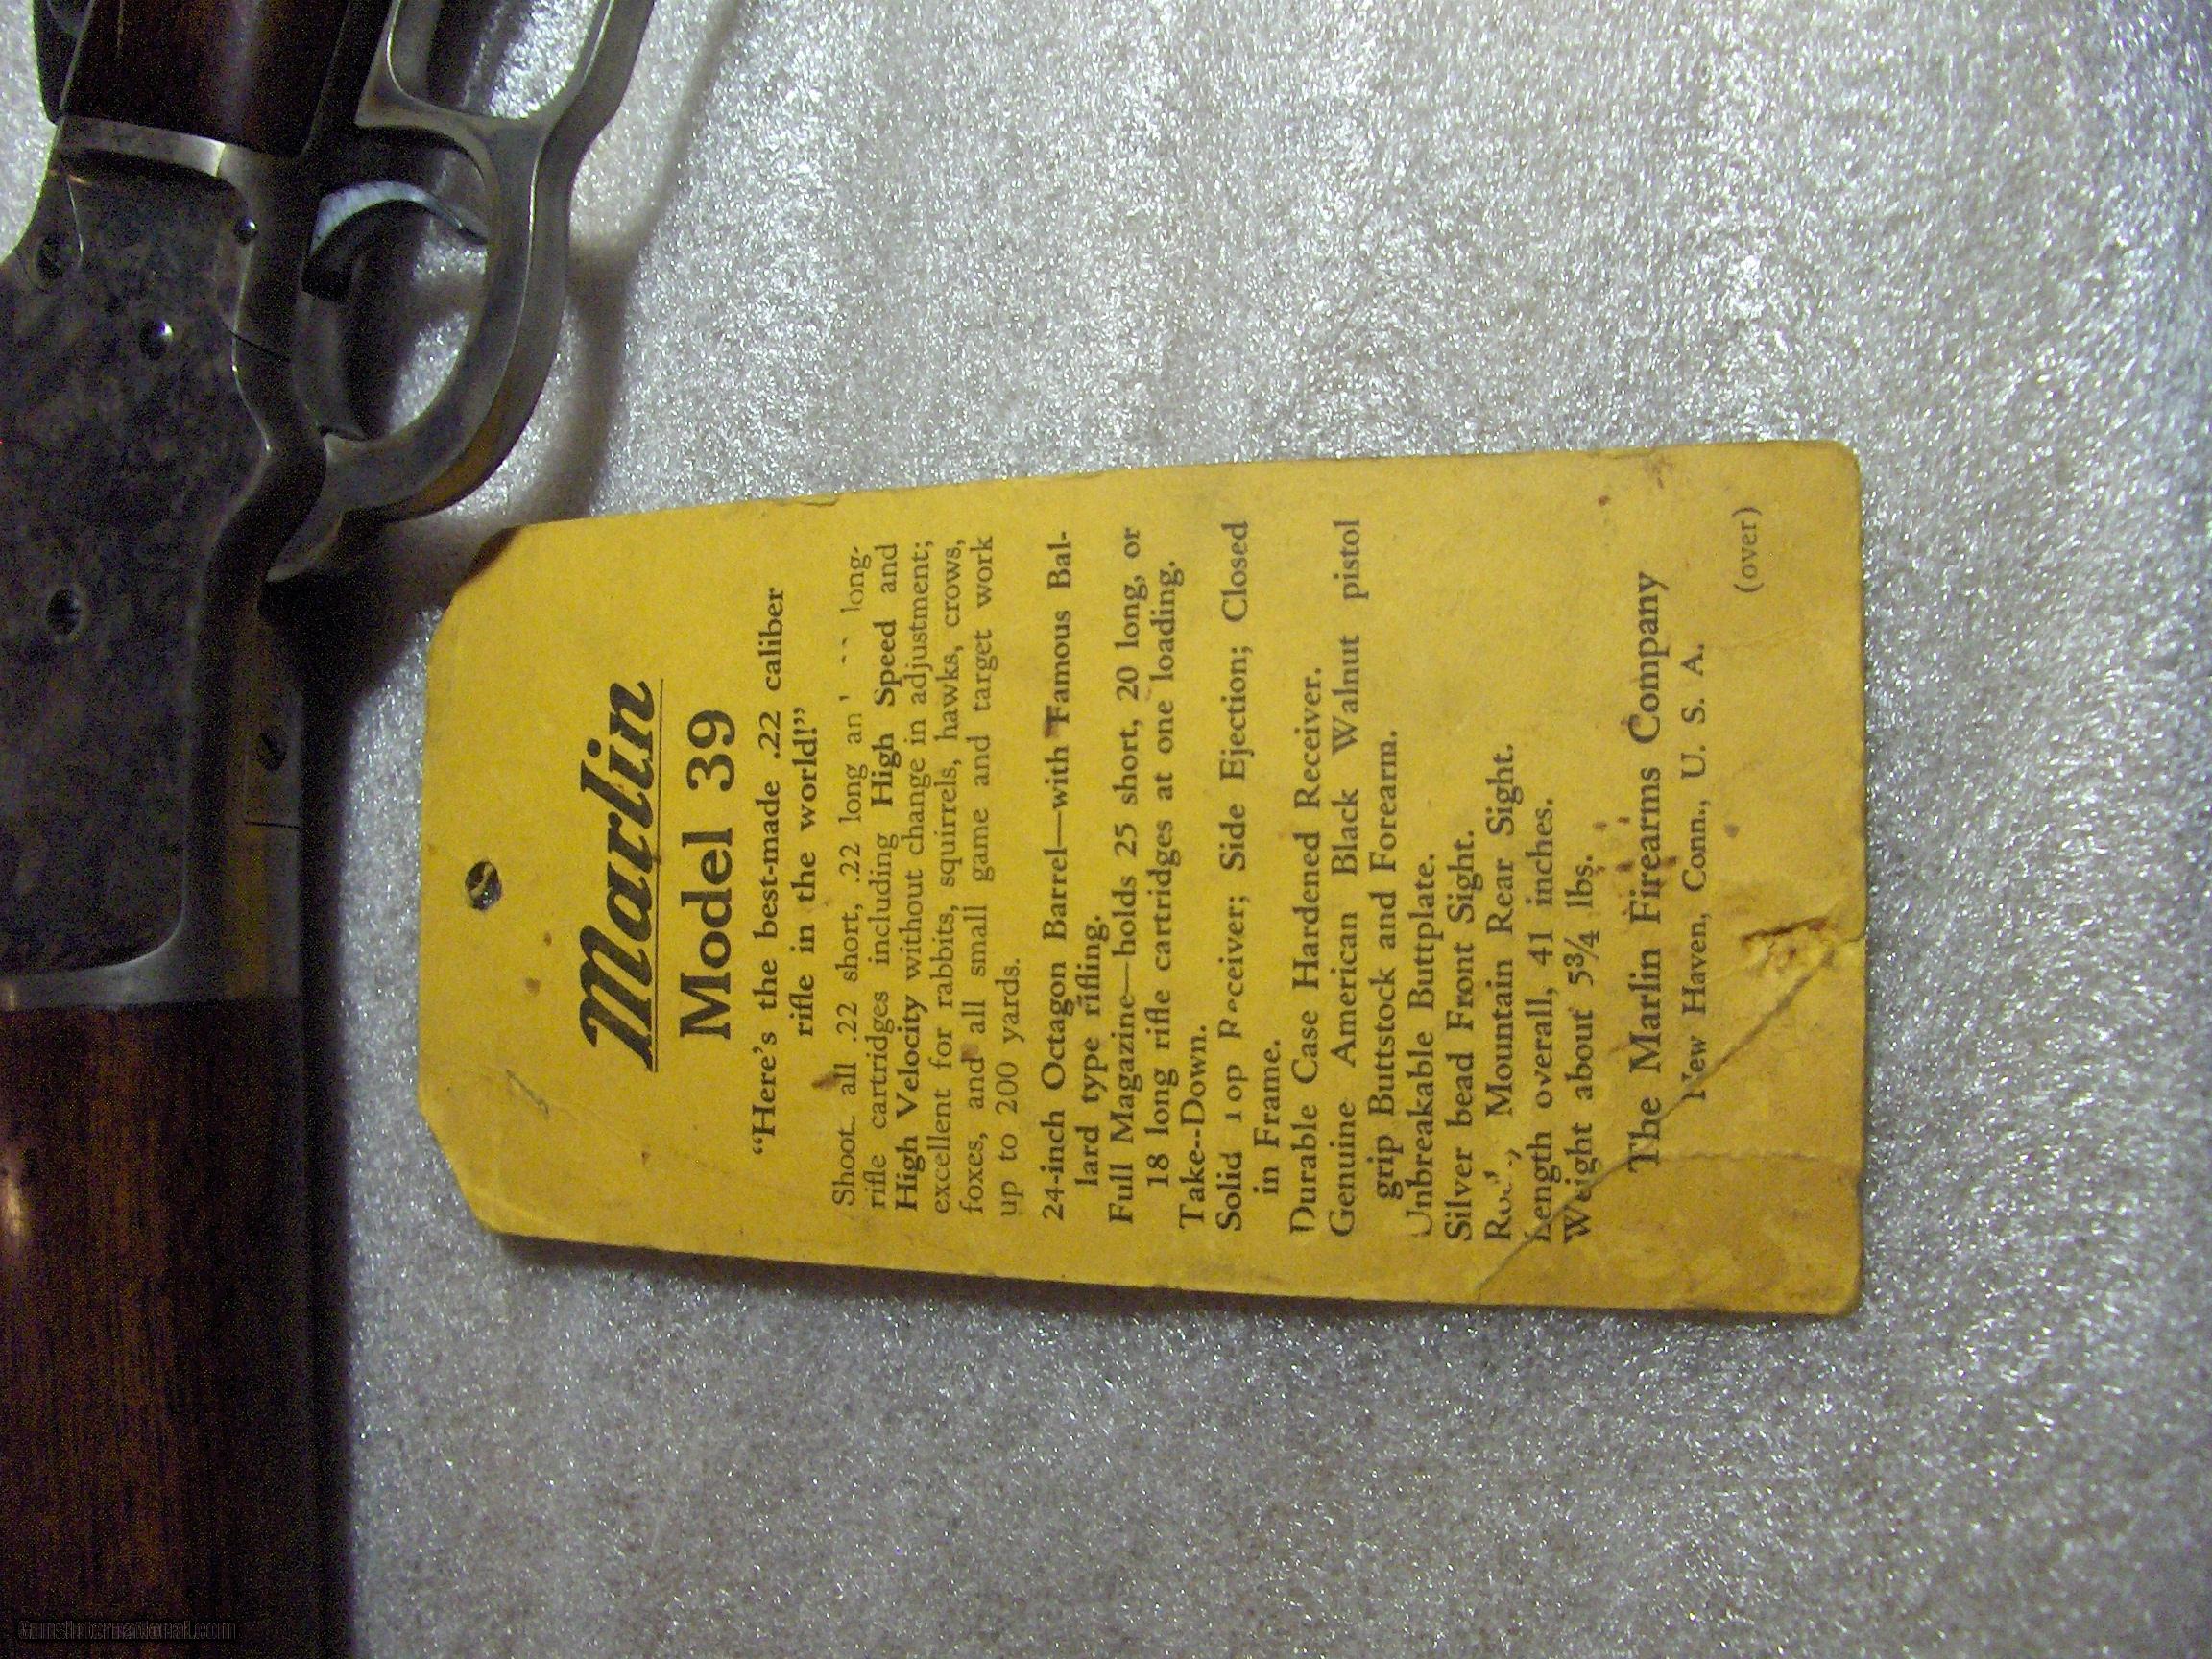 Marlin
Model 39
“Here’s the best-made .22 caliber
rifle in the world!”
all .22 short, .22 long long-
rifle cartridges including High Speed and
High Velocity without change in adjustment;
excellent for rabbits, squirrels, hawks, crows,
foxes, and all small game and target work
up to 200 yards.
24-inch Octagon Barrel—with Famous Bal-
lard type rifling.
Full Magazine—holds 25 short, 20 long, or
18 long rifle cartridges at one loading.
Take-Down.
Solid Top Receiver; Side Ejection; Closed
in Frame.
Durable Case Hardened Receiver.
Genuine American Black Walnut pistol
grip Buttstock and Forearm.
Unbreakable Buttplate.
Silver bead Front Sight.
Mountain Rear Sight.
Length overall, 41 inches.
Weight about 5¾ lbs.
The Marlin Firearms Company
New Haven, Conn., U. S. A.
(over)